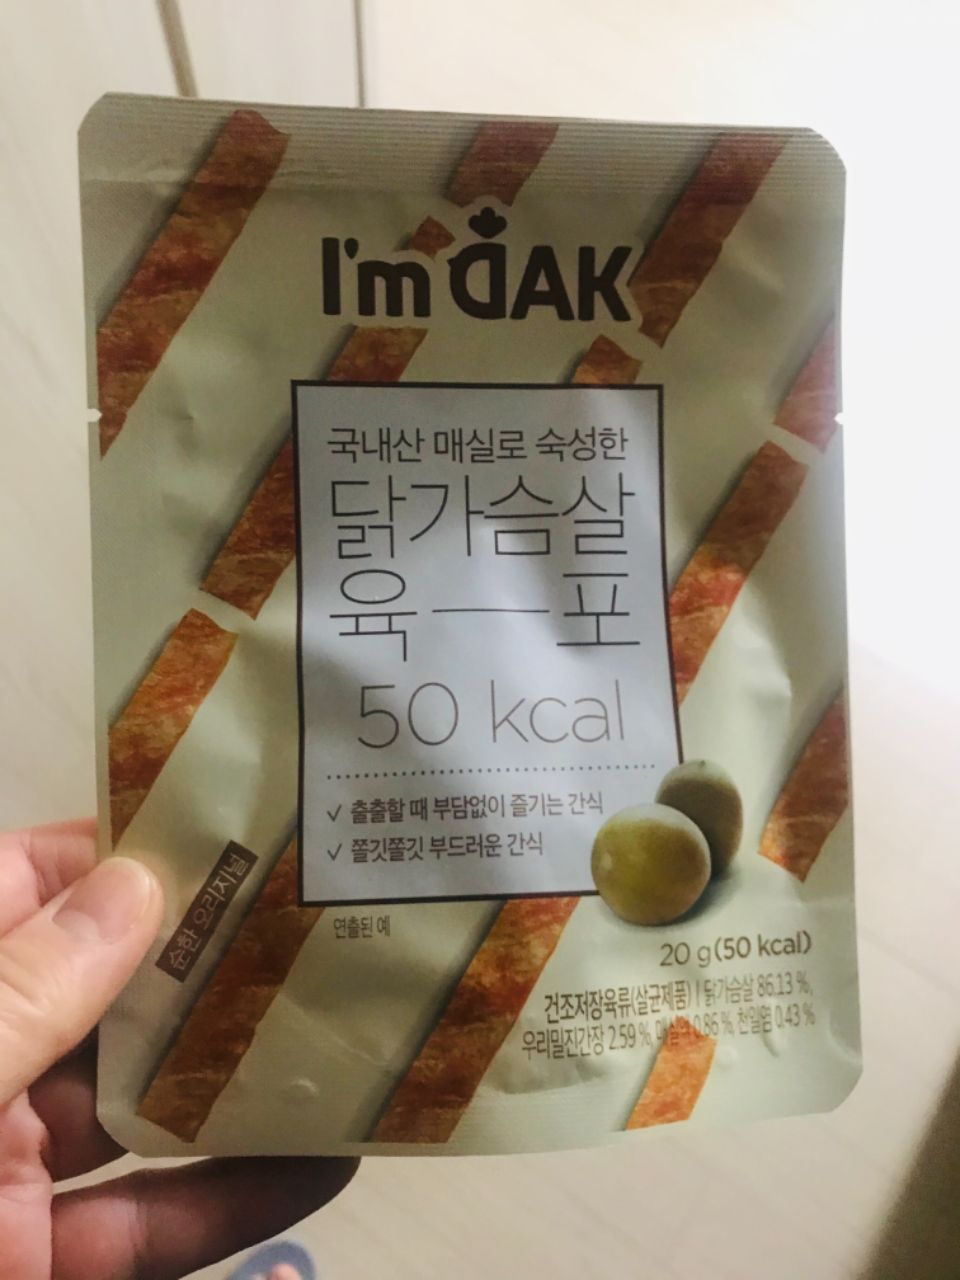 I'm DAK
국내산 매실로 숙성한
닭가슴살
육—포
50 kcal
✓ 출출할 때 부담없이 즐기는 간식
✓ 쫄깃쫄깃 부드러운 간식
연출된 예
순한 오리지널
20 g(50 kcal)
건조저장육류(살균제품) | 닭가슴살 86.13 %,
우리밀진간장 2.59 %, 0.86 %, 천일염 0.43 %